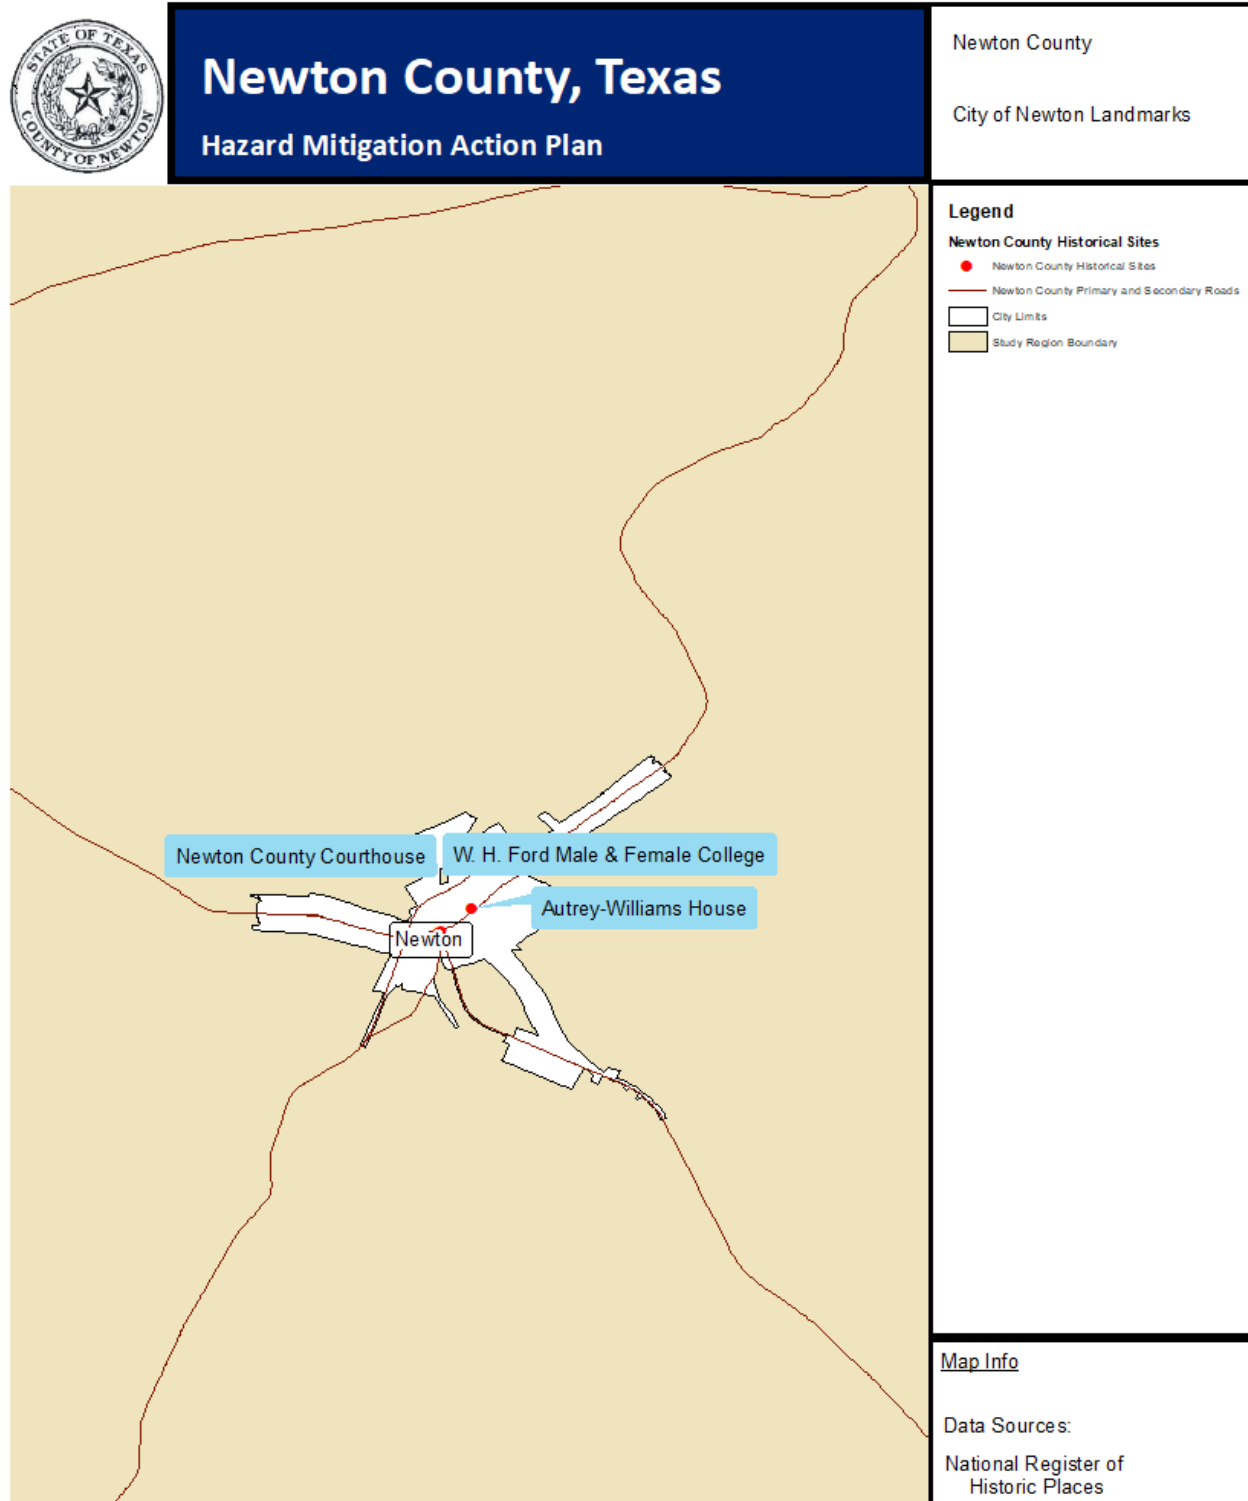 STATE OF TEXAS
COUNTY OF NEWTON
Newton County, Texas
Hazard Mitigation Action Plan
Newton County
City of Newton Landmarks
Legend
Newton County Historical Sites
Newton County Historical Sites
Newton County Primary and Secondary Roads
City Limits
Study Region Boundary
Newton County Courthouse
W. H. Ford Male & Female College
Autrey-Williams House
Newton
Map Info
Data Sources:
National Register of
Historic Places